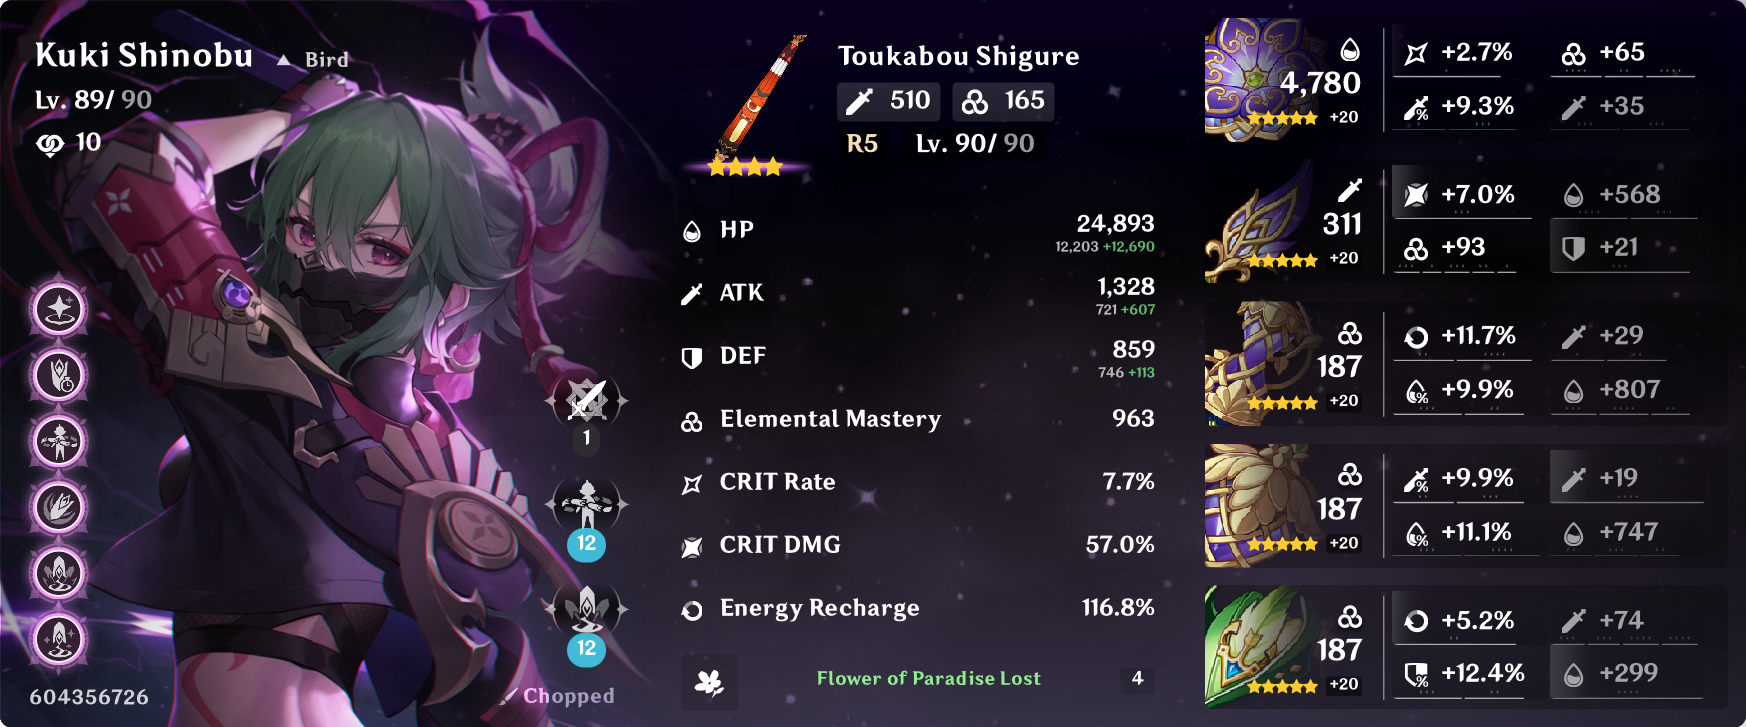 Kuki Shinobu ▲ Bird
Lv. 89/ 90
10
1
12
12
604356726
Chopped
Toukabou Shigure
510 165
R5 Lv. 90/ 90
HP 24,893
12,203 +12,690
ATK 1,328
721 +607
DEF 859
746 +113
Elemental Mastery 963
CRIT Rate 7.7%
CRIT DMG 57.0%
Energy Recharge 116.8%
Flower of Paradise Lost 4
4,780
+20
+2.7% +65
+9.3% +35
311
+20
+7.0% +568
+93 +21
187
+20
+11.7% +29
+9.9% +807
187
+20
+9.9% +19
+11.1% +747
187
+20
+5.2% +74
+12.4% +299